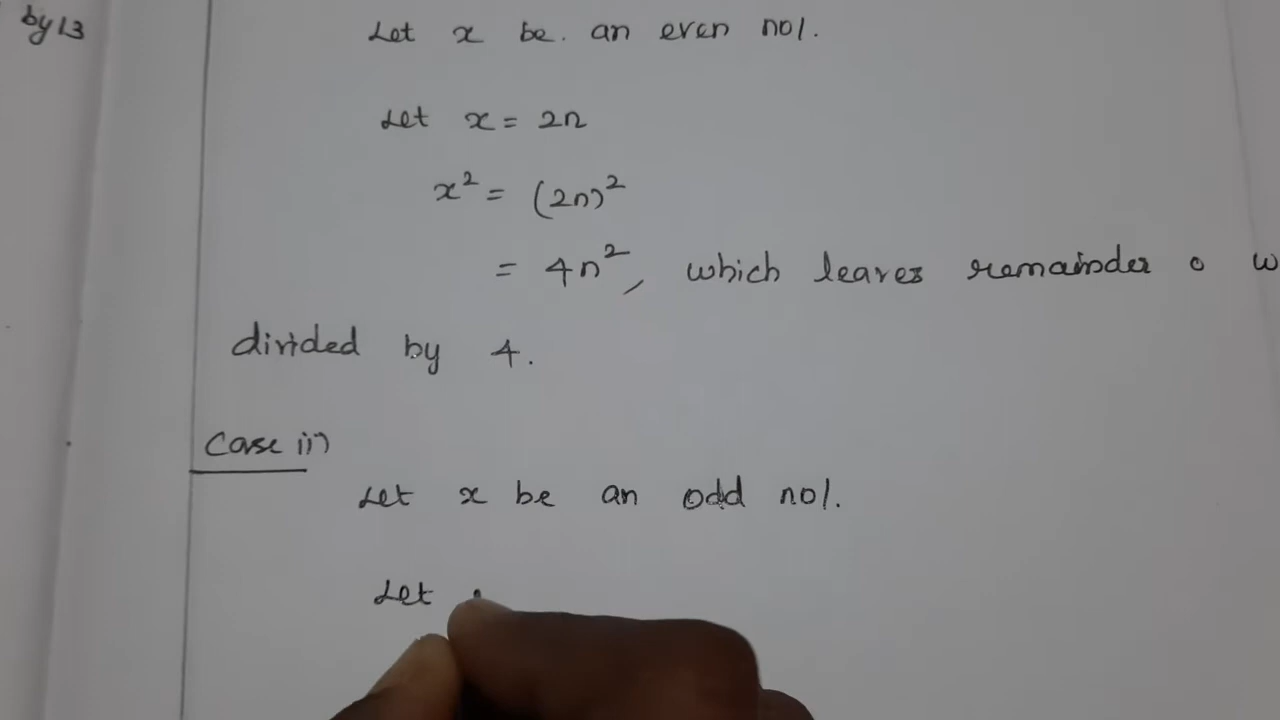 by 13
Let x be. an even no/.
Let x = 2n
x² = (2n)²
= 4n², which leaves remainder 0 w
divided by 4.
Case ii)
Let x be an odd no/.
Let